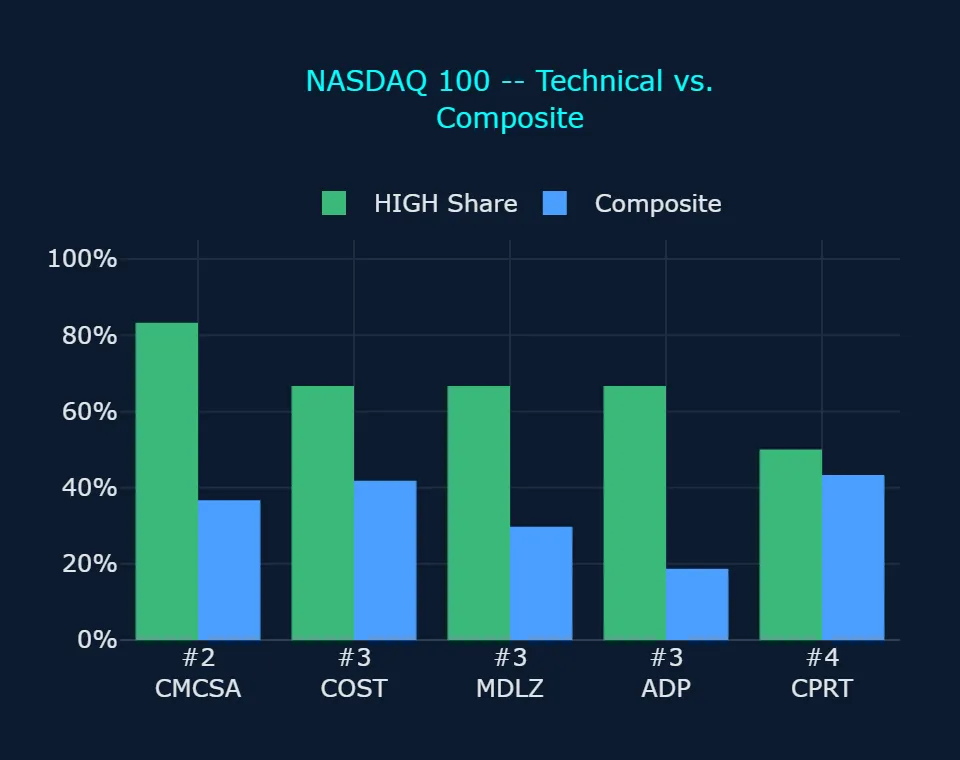 NASDAQ 100 -- Technical vs.
Composite
HIGH Share
Composite
100%
80%
60%
40%
20%
0%
#2
CMCSA
#3
COST
#3
MDLZ
#3
ADP
#4
CPRT